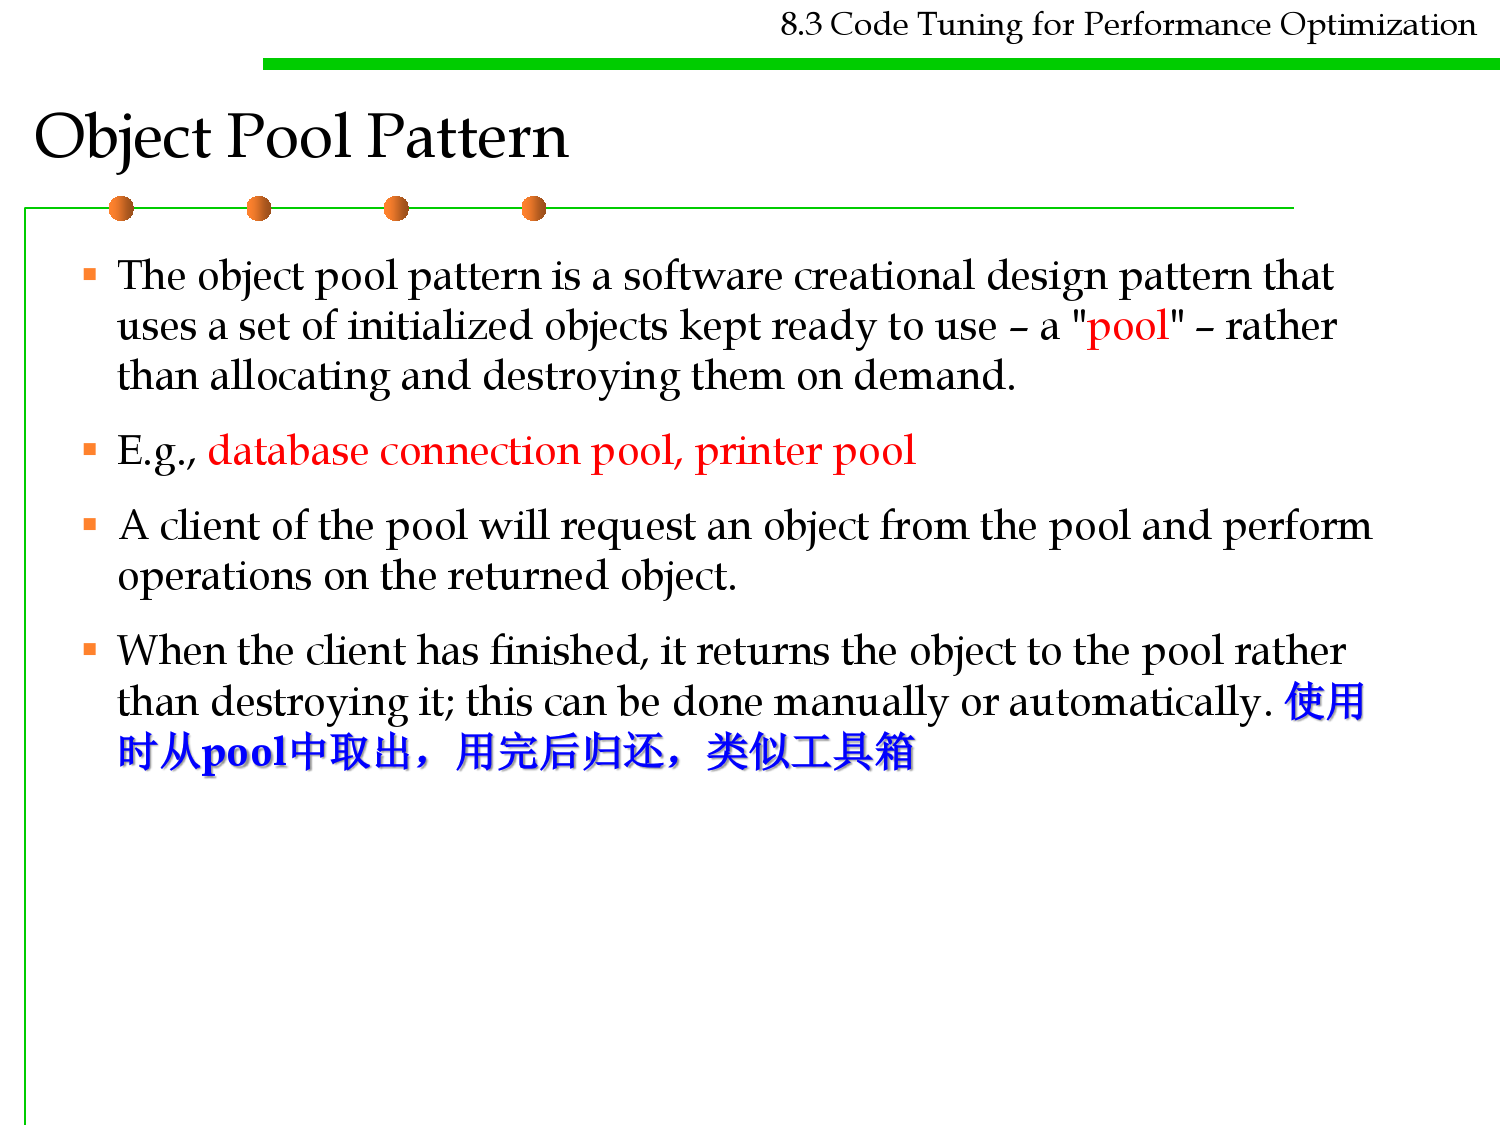 8.3 Code Tuning for Performance Optimization
Object Pool Pattern
The object pool pattern is a software creational design pattern that
uses a set of initialized objects kept ready to use – a "pool" – rather
than allocating and destroying them on demand.
E.g., database connection pool, printer pool
A client of the pool will request an object from the pool and perform
operations on the returned object.
When the client has finished, it returns the object to the pool rather
than destroying it; this can be done manually or automatically. 使用
时从pool中取出，用完后归还，类似工具箱